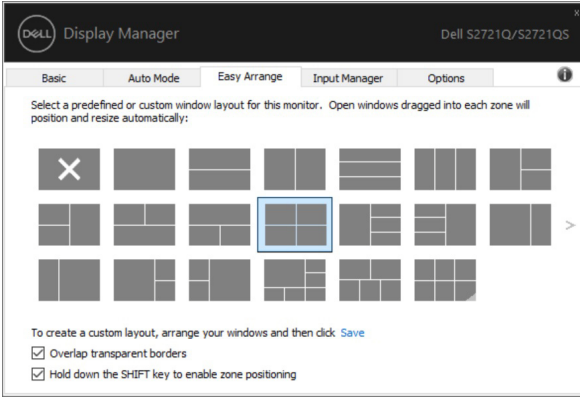 DELL Display Manager Dell S2721Q/S2721QS
Basic Auto Mode Easy Arrange Input Manager Options
Select a predefined or custom window layout for this monitor. Open windows dragged into each zone will
position and resize automatically:
To create a custom layout, arrange your windows and then click Save
Overlap transparent borders
Hold down the SHIFT key to enable zone positioning